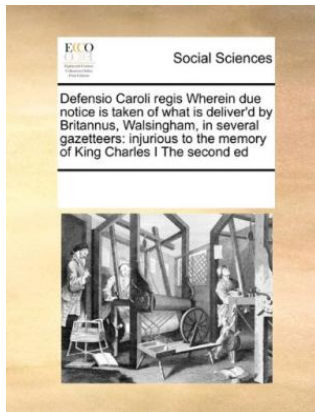 ECCO
Social Sciences
Defensio Caroli regis Wherein due
notice is taken of what is deliver'd by
Britannus, Walsingham, in several
gazetteers: injurious to the memory
of King Charles I The second ed